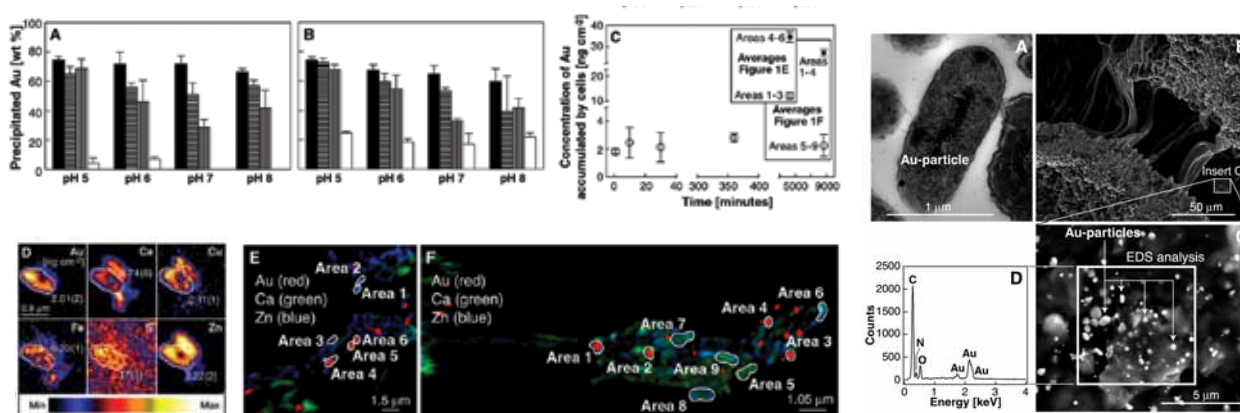 A
B
Precipitated Au [wt %]
100
80
60
40
20
0
pH 5 pH 6 pH 7 pH 8
pH 5 pH 6 pH 7 pH 8
C
Concentration of Au
accumulated by cells [ng cm-2]
40
30
20
10
4
2
0
Areas 4-6
Averages
Figure 1E
Areas 1-3
Areas
1-4
Averages
Figure 1F
Areas 5-9
0 20 40 300 400 5000 9000
Time [minutes]
D
Au
Ca
Cu
[ng cm-2]
2.01(2)
0.8 µm
Fe
S
Zn
Min Max
E
Au (red)
Ca (green)
Zn (blue)
Area 2
Area 1
Area 3
Area 6
Area 5
Area 4
1.5 µm
F
Au (red)
Ca (green)
Zn (blue)
Area 6
Area 4
Area 7
Area 1
Area 3
Area 2
Area 9
Area 5
Area 8
1.05 µm
A
Au-particle
1 µm
B
Insert C
50 µm
Au-particles
EDS analysis
5 µm
D
Counts
2500
2000
1500
1000
500
0
C
N
O
Au
Au
Au
0 2 4
Energy [keV]